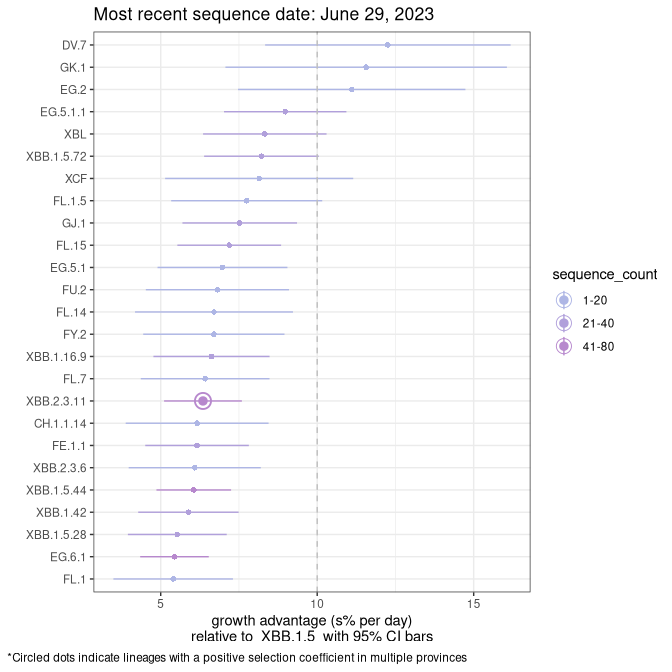 Most recent sequence date: June 29, 2023
DV.7
GK.1
EG.2
EG.5.1.1
XBL
XBB.1.5.72
XCF
FL.1.5
GJ.1
FL.15
EG.5.1
FU.2
FL.14
FY.2
XBB.1.16.9
FL.7
XBB.2.3.11
CH.1.1.14
FE.1.1
XBB.2.3.6
XBB.1.5.44
XBB.1.42
XBB.1.5.28
EG.6.1
FL.1
5 10 15
growth advantage (s% per day)
relative to XBB.1.5 with 95% CI bars
sequence_count
1-20
21-40
41-80
*Circled dots indicate lineages with a positive selection coefficient in multiple provinces